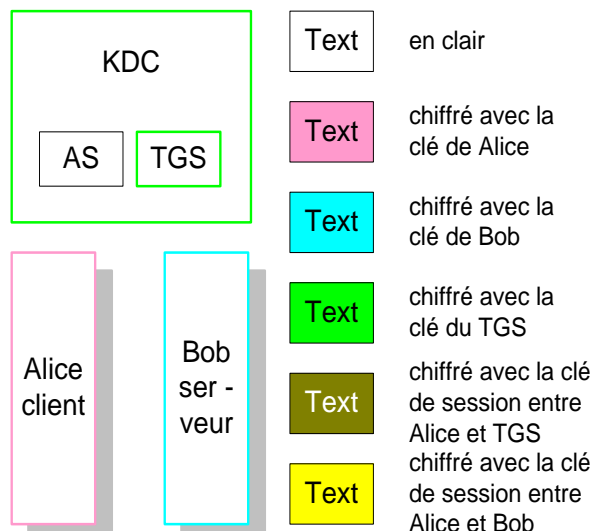 KDC
AS
TGS
Alice
client
Bob
ser -
veur
Text
en clair
Text
chiffré avec la
clé de Alice
Text
chiffré avec la
clé de Bob
Text
chiffré avec la
clé du TGS
Text
chiffré avec la clé
de session entre
Alice et TGS
Text
chiffré avec la clé
de session entre
Alice et Bob